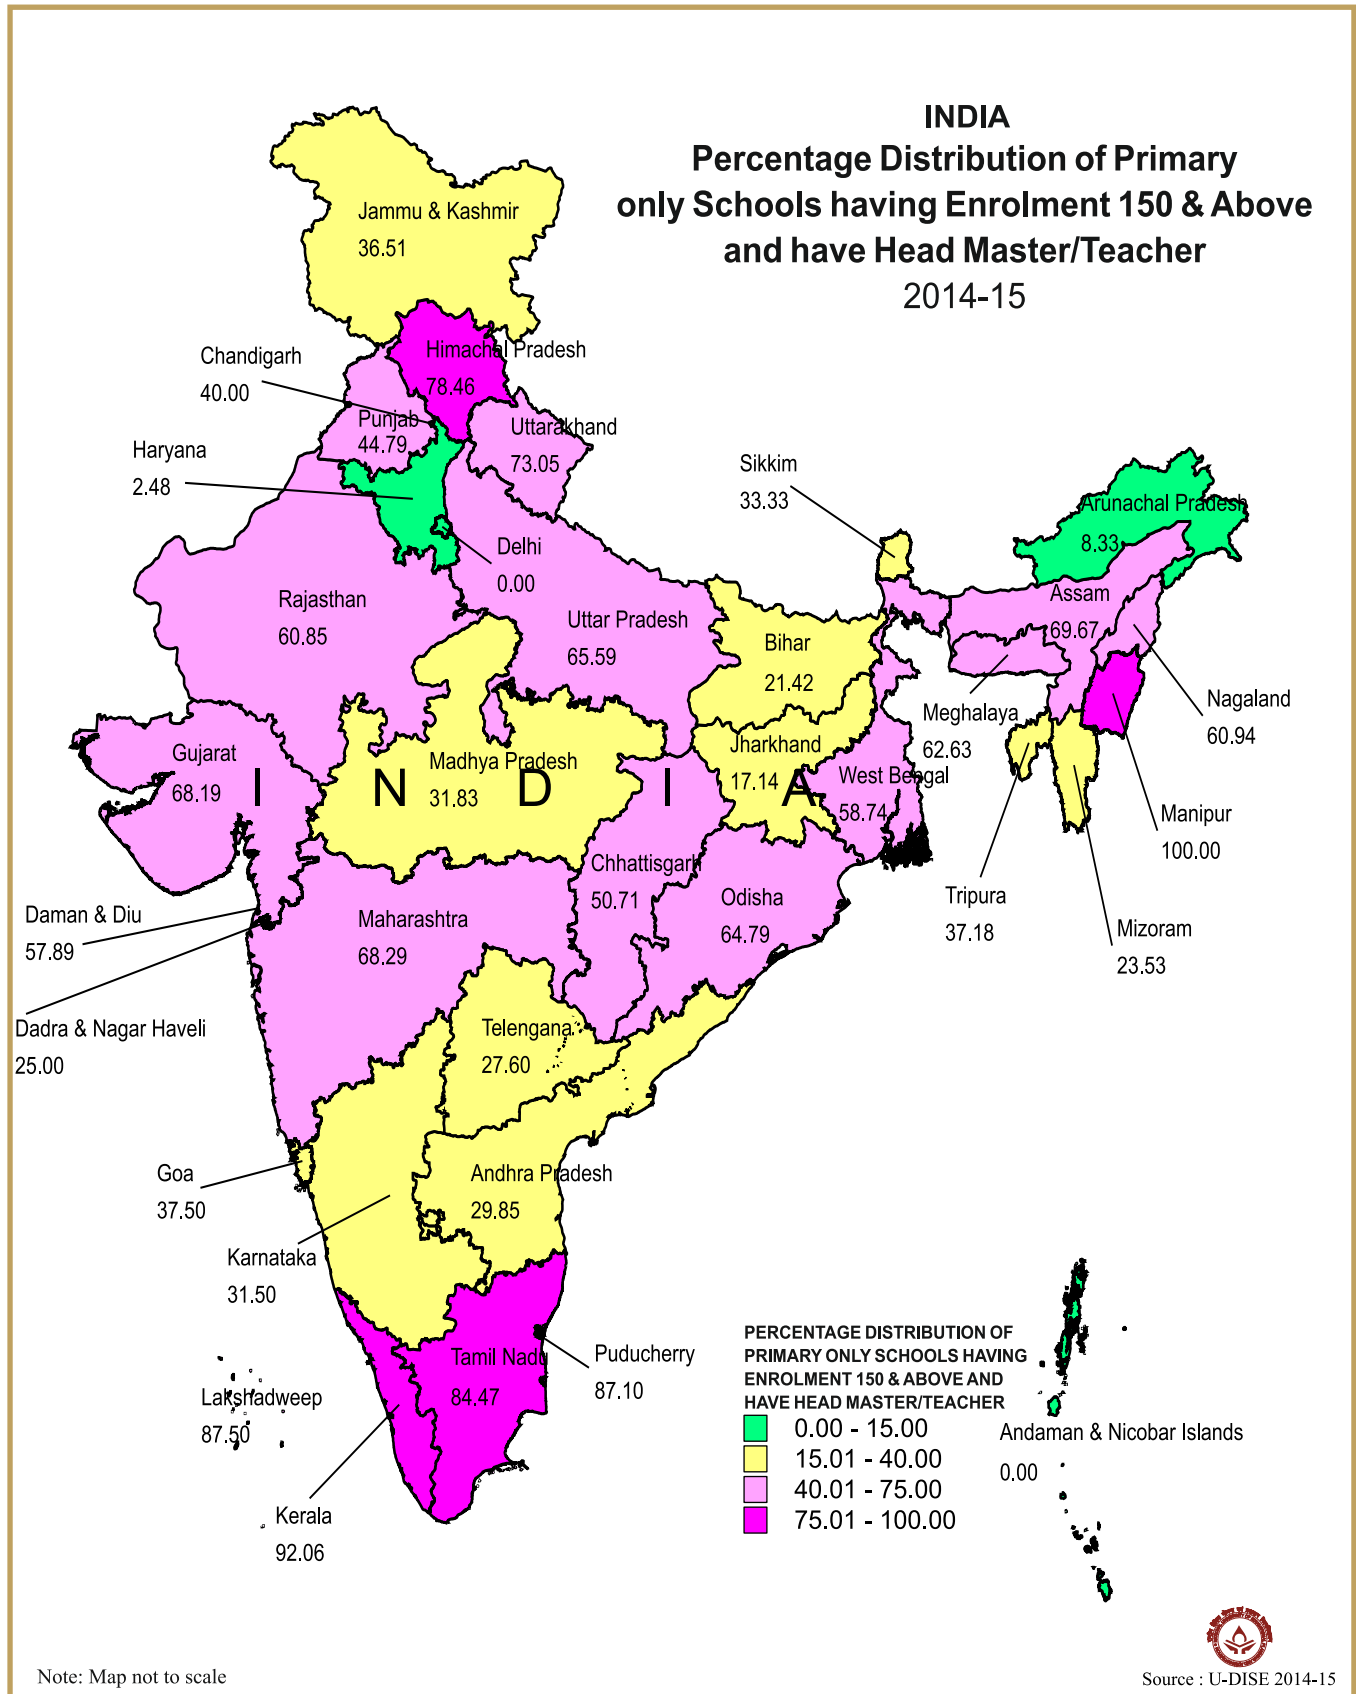 INDIA
Percentage Distribution of Primary
only Schools having Enrolment 150 & Above
and have Head Master/Teacher
2014-15
Jammu & Kashmir
36.51
Chandigarh
40.00
Himachal Pradesh
78.46
Punjab
44.79
Uttarakhand
73.05
Haryana
2.48
Sikkim
33.33
Arunachal Pradesh
8.33
Delhi
0.00
Rajasthan
60.85
Uttar Pradesh
65.59
Bihar
21.42
Assam
69.67
Meghalaya
62.63
Nagaland
60.94
Gujarat
68.19
Madhya Pradesh
31.83
Jharkhand
17.14
West Bengal
58.74
I N D I A
Manipur
100.00
Chhattisgarh
50.71
Odisha
64.79
Tripura
37.18
Mizoram
23.53
Daman & Diu
57.89
Maharashtra
68.29
Dadra & Nagar Haveli
25.00
Telengana
27.60
Goa
37.50
Andhra Pradesh
29.85
Karnataka
31.50
Tamil Nadu
84.47
Puducherry
87.10
Lakshadweep
87.50
Kerala
92.06
PERCENTAGE DISTRIBUTION OF
PRIMARY ONLY SCHOOLS HAVING
ENROLMENT 150 & ABOVE AND
HAVE HEAD MASTER/TEACHER
0.00 - 15.00
15.01 - 40.00
40.01 - 75.00
75.01 - 100.00
Andaman & Nicobar Islands
0.00
Note: Map not to scale
Source : U-DISE 2014-15